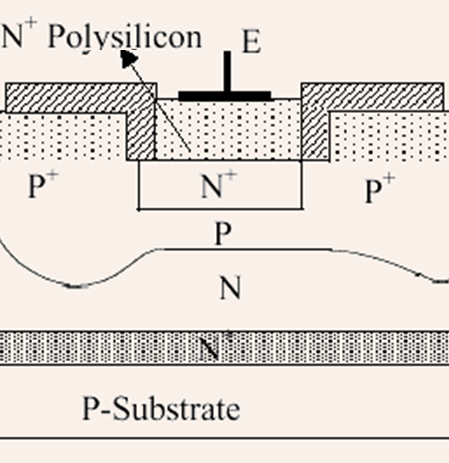 N⁺ Polysilicon
E
P⁺
N⁺
P⁺
P
N
N⁺
P-Substrate